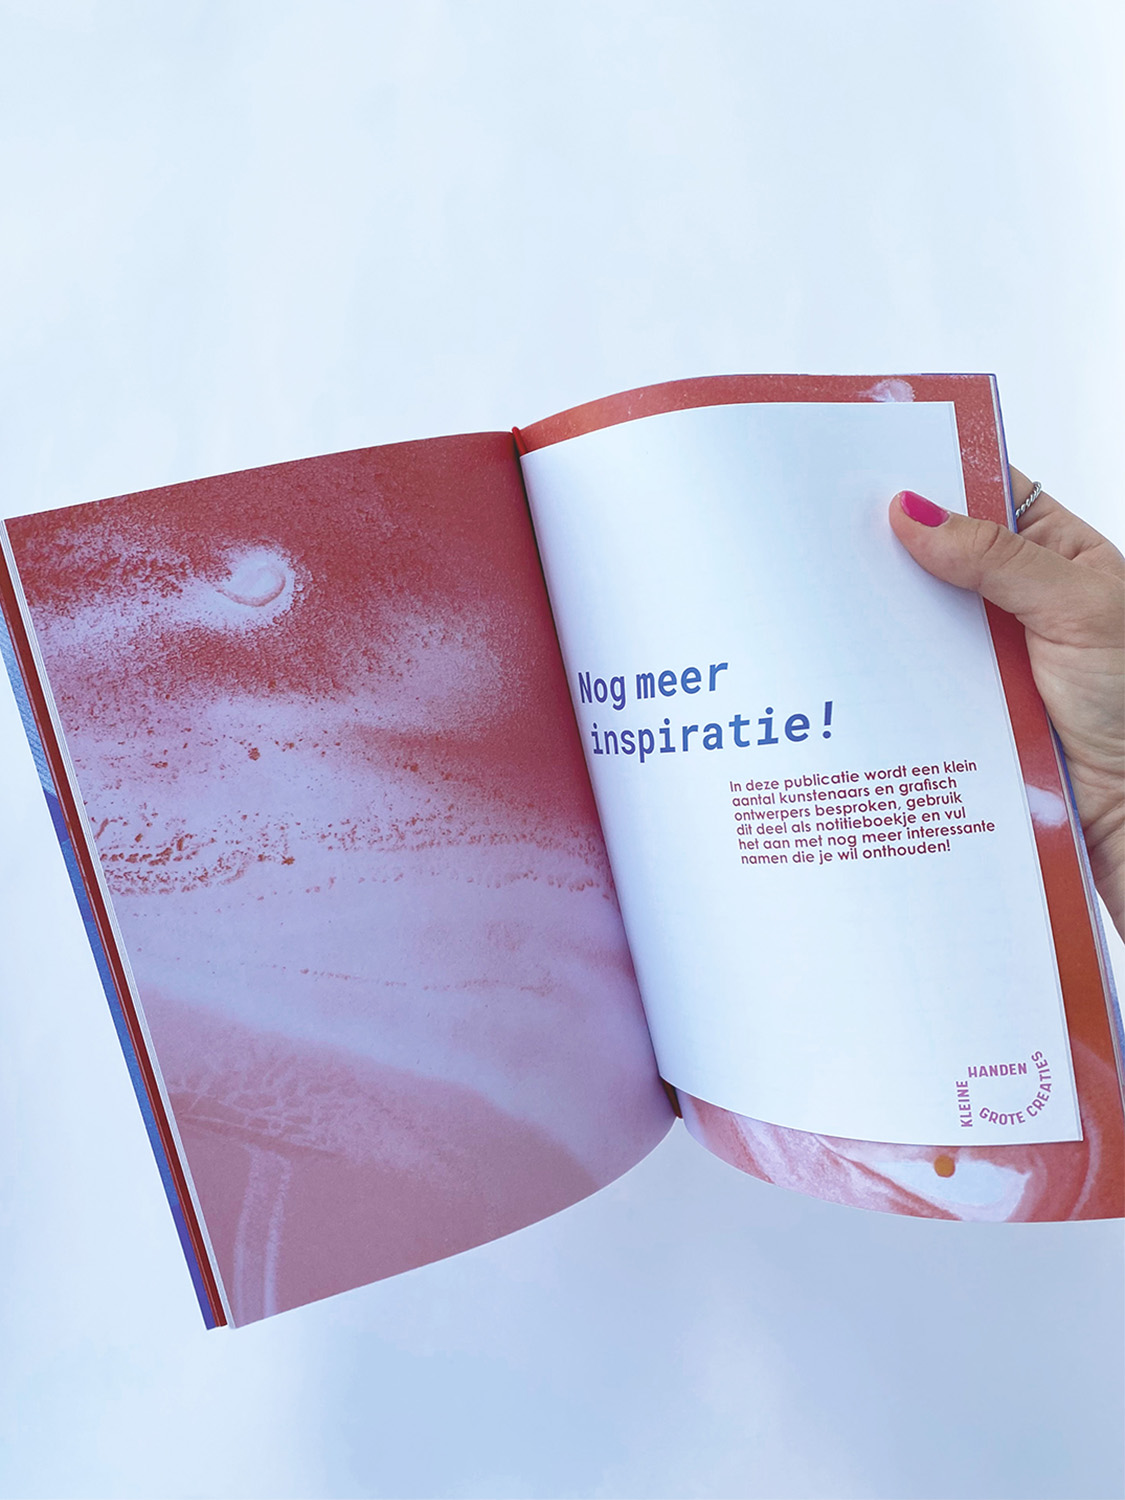 Nog meer
inspiratie!
In deze publicatie wordt een klein
aantal kunstenaars en grafisch
ontwerpers besproken, gebruik
dit deel als notitieboekje en vul
het aan met nog meer interessante
namen die je wil onthouden!
KLEINE
HANDEN
GROTE CREATIES